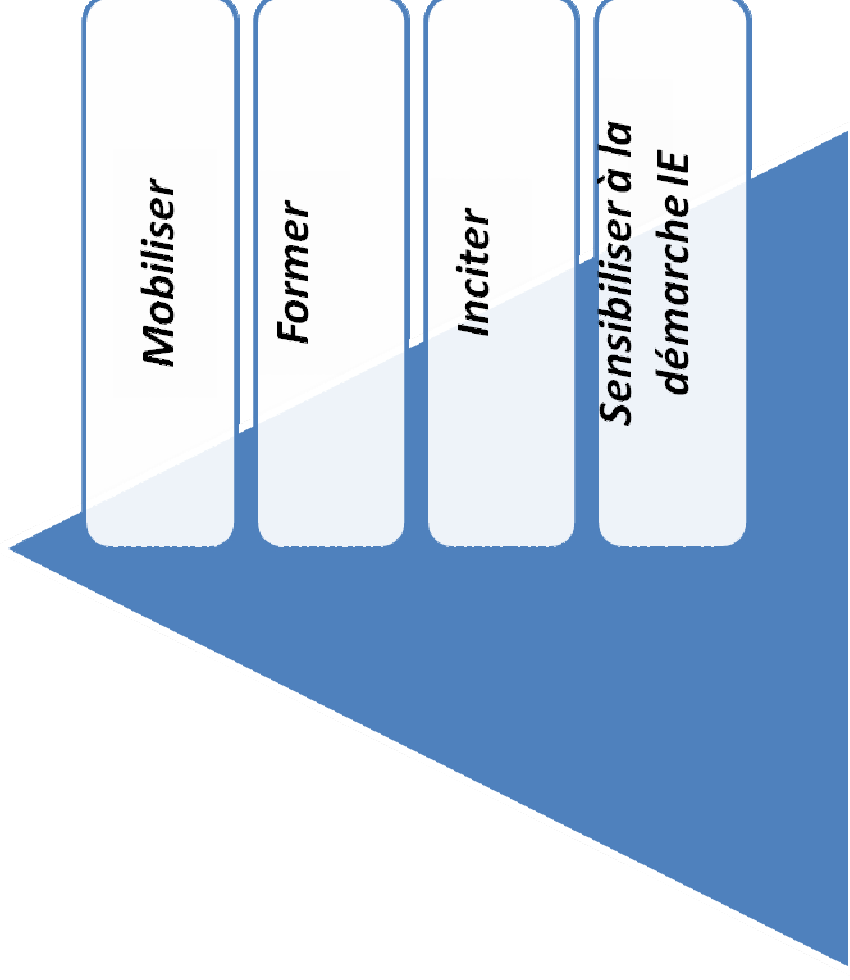 Mobiliser
Former
Inciter
Sensibiliser à la
démarche IE